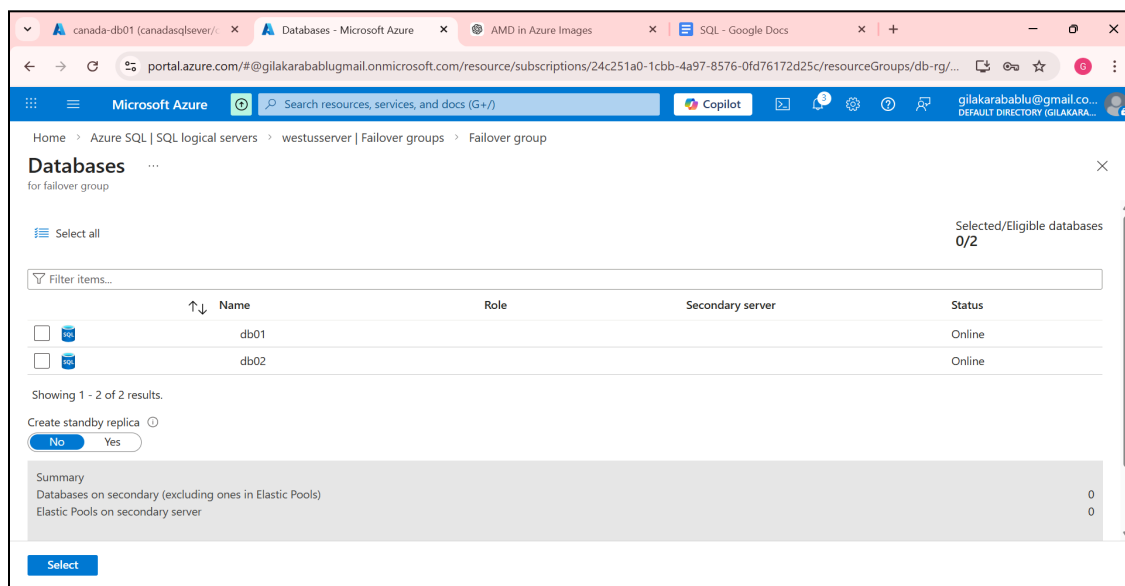 canada-db01 (canadasqlsever/c
Databases - Microsoft Azure
AMD in Azure Images
SQL - Google Docs
portal.azure.com/#@gilakarabablugmail.onmicrosoft.com/resource/subscriptions/24c251a0-1cbb-4a97-8576-0fd76172d25c/resourceGroups/db-rg/...
G
Microsoft Azure
Search resources, services, and docs (G+/)
Copilot
3
gilakarabablu@gmail.co...
DEFAULT DIRECTORY (GILAKARA...
Home > Azure SQL | SQL logical servers > westusserver | Failover groups > Failover group
Databases ...
for failover group
Select all
Selected/Eligible databases
0/2
Filter items...
Name Role Secondary server Status
SQL db01 Online
SQL db02 Online
Showing 1 - 2 of 2 results.
Create standby replica
No Yes
Summary
Databases on secondary (excluding ones in Elastic Pools) 0
Elastic Pools on secondary server 0
Select